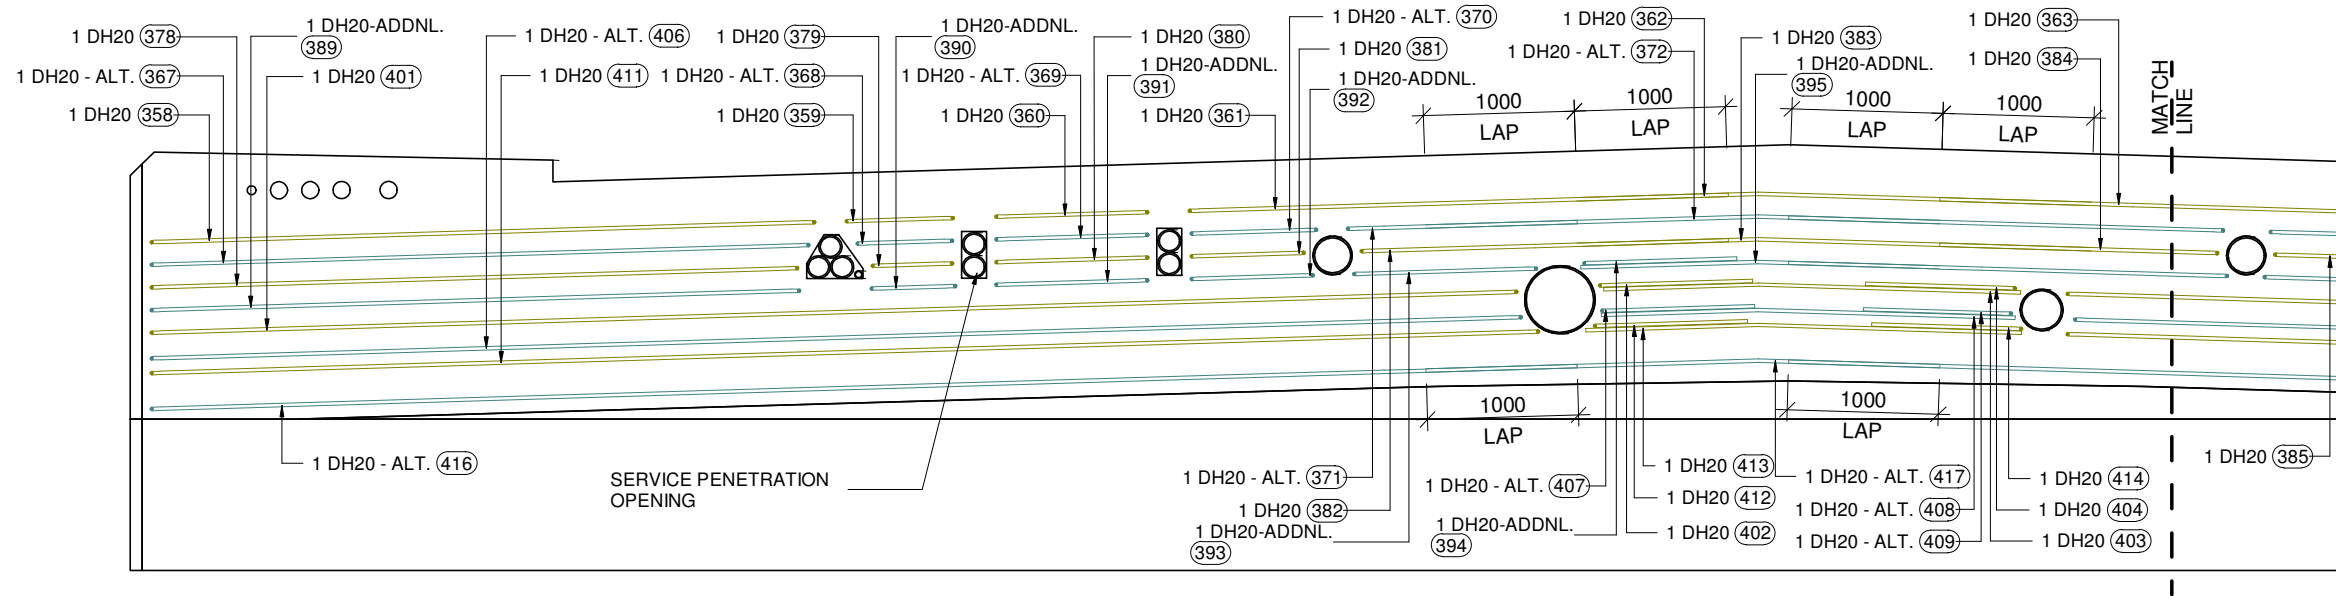 1 DH20 378
1 DH20-ADDNL.
389
1 DH20 - ALT. 406
1 DH20 379
1 DH20-ADDNL.
390
1 DH20 380
1 DH20 - ALT. 370
1 DH20 362
1 DH20 363
1 DH20 - ALT. 367
1 DH20 401
1 DH20 411
1 DH20 - ALT. 368
1 DH20 - ALT. 369
1 DH20-ADDNL.
391
1 DH20 381
1 DH20 - ALT. 372
1 DH20 383
1 DH20 384
1 DH20-ADDNL.
392
1 DH20-ADDNL.
395
1 DH20 358
1 DH20 359
1 DH20 360
1 DH20 361
1000
LAP
1000
LAP
1000
LAP
1000
LAP
MATCH
LINE
1000
LAP
1000
LAP
1 DH20 - ALT. 416
SERVICE PENETRATION
OPENING
1 DH20 - ALT. 371
1 DH20 382
1 DH20-ADDNL.
393
1 DH20 - ALT. 407
1 DH20-ADDNL.
394
1 DH20 413
1 DH20 412
1 DH20 402
1 DH20 - ALT. 417
1 DH20 - ALT. 408
1 DH20 - ALT. 409
1 DH20 414
1 DH20 404
1 DH20 403
1 DH20 385